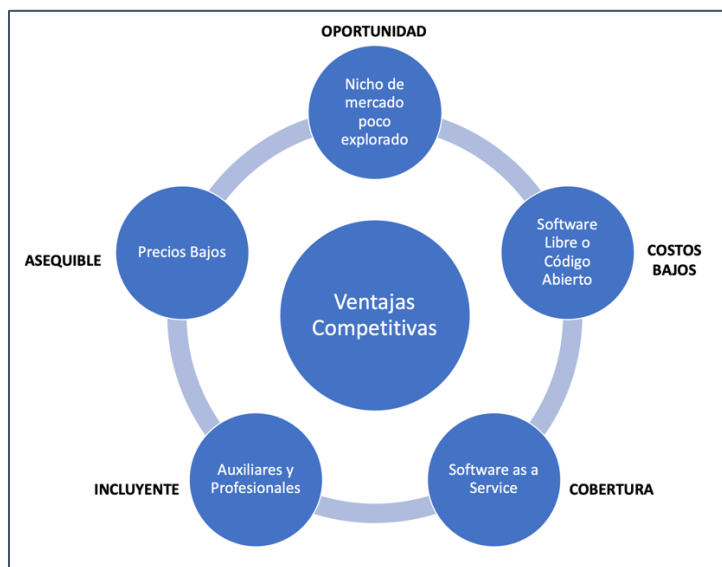 OPORTUNIDAD
Nicho de
mercado
poco
explorado
Software
Libre o
Código
Abierto
COSTOS
BAJOS
Software as a
Service
COBERTURA
Auxiliares y
Profesionales
INCLUYENTE
Precios Bajos
ASEQUIBLE
Ventajas
Competitivas